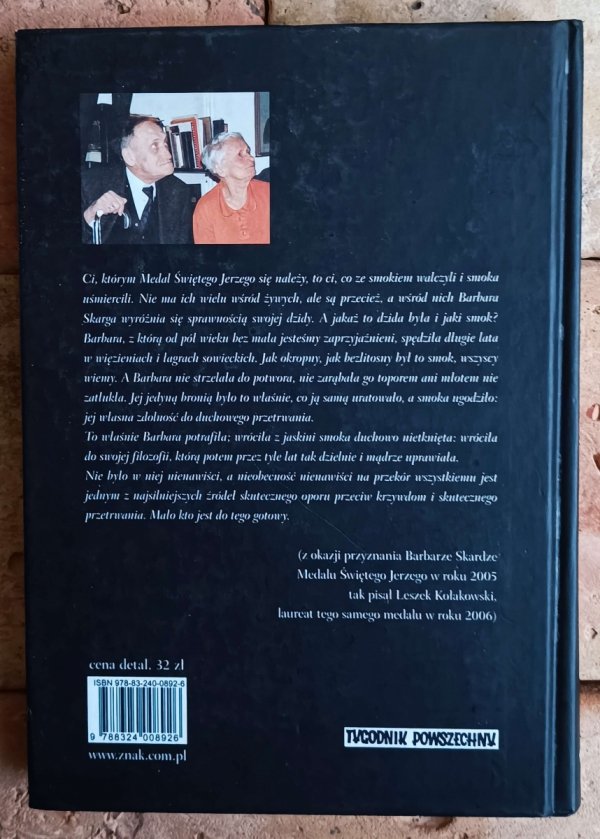 Ci, którym Medal Świętego Jerzego się należy, to ci, co ze smokiem walczyli i smoka
uśmiercili. Nie ma ich wielu wśród żywych, ale są przecież, a wśród nich Barbara
Skarga wyróżnia się sprawnością swojej dzidy. A jakaż to dzida była i jaki smok?
Barbara, z którą od pół wieku bez mała jesteśmy zaprzyjaźnieni, spędziła długie lata
w więzieniach i łagrach sowieckich. Jak okropny, jak bezlitosny był to smok, wszyscy
wiemy. A Barbara nie strzelała do potwora, nie zarąbała go toporem ani młotem nie
zatłukła. Jej jedyną bronią było to właśnie, co ją samą uratowało, a smoka ugodziło:
jej własna zdolność do duchowego przetrwania.
To właśnie Barbara potrafiła; wróciła z jaskini smoka duchowo nietknięta; wróciła
do swojej filozofii, którą potem przez tyle lat tak dzielnie i mądrze uprawiała.
Nie było w niej nienawiści, a nieobecność nienawiści na przekór wszystkiemu jest
jednym z najsilniejszych źródeł skutecznego oporu przeciw krzywdom i skutecznego
przetrwania. Mało kto jest do tego gotowy.
(z okazji przyznania Barbarze Skardze
Medalu Świętego Jerzego w roku 2005
tak pisał Leszek Kołakowski,
laureat tego samego medalu w roku 2006)
cena detal. 32 zł
ISBN 978-83-240-0892-6
9 788324 008926
www.znak.com.pl
TYGODNIK POWSZECHNY